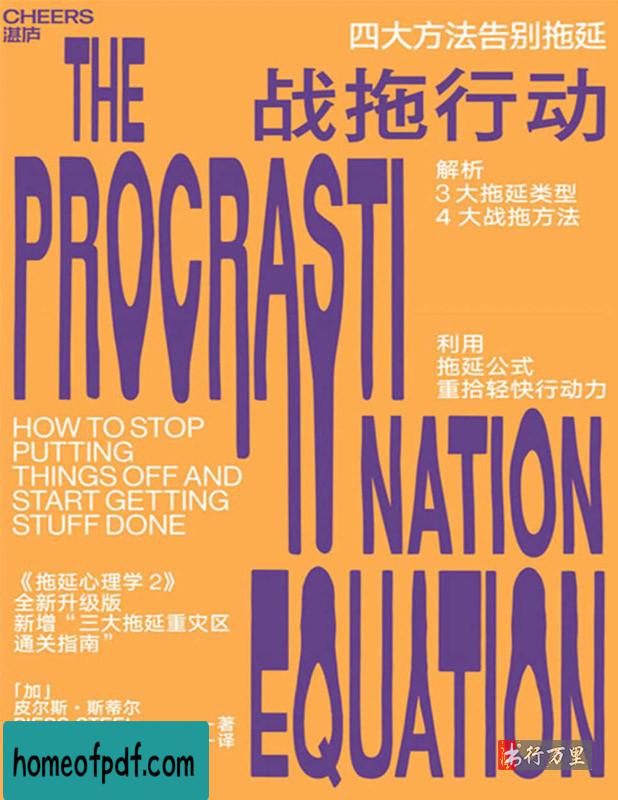 CHEERS
湛庐
四大方法告别拖延
战拖行动
THE
PROCRASTI
NATION
EQUATION
解析
3 大拖延类型
4 大战拖方法
利用
拖延公式
重拾轻快行动力
HOW TO STOP
PUTTING
THINGS OFF AND
START GETTING
STUFF DONE
《拖延心理学 2》
全新升级版
新增“三大拖延重灾区
通关指南”
「加」
皮尔斯·斯蒂尔
著
译
homeofpdf.com
书行万里